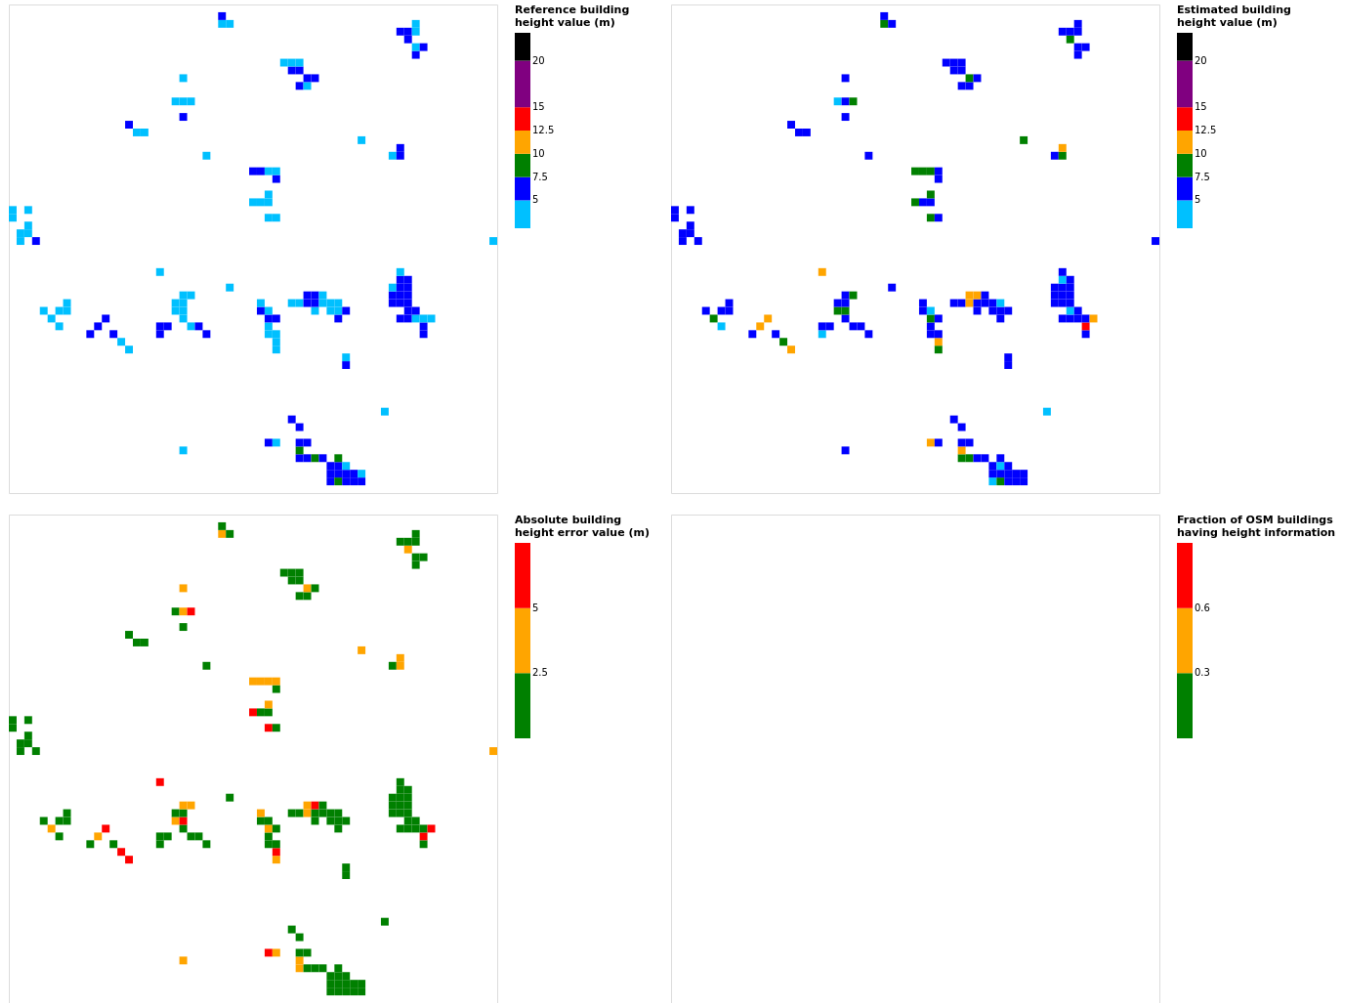 Reference building
height value (m)
20
15
12.5
10
7.5
5
Estimated building
height value (m)
20
15
12.5
10
7.5
5
Absolute building
height error value (m)
5
2.5
Fraction of OSM buildings
having height information
0.6
0.3